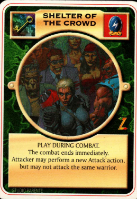 SHELTER OF
THE CROWD
PLAY DURING COMBAT.
The combat ends immediately.
Attacker may perform a new Attack action,
but may not attack the same warrior.